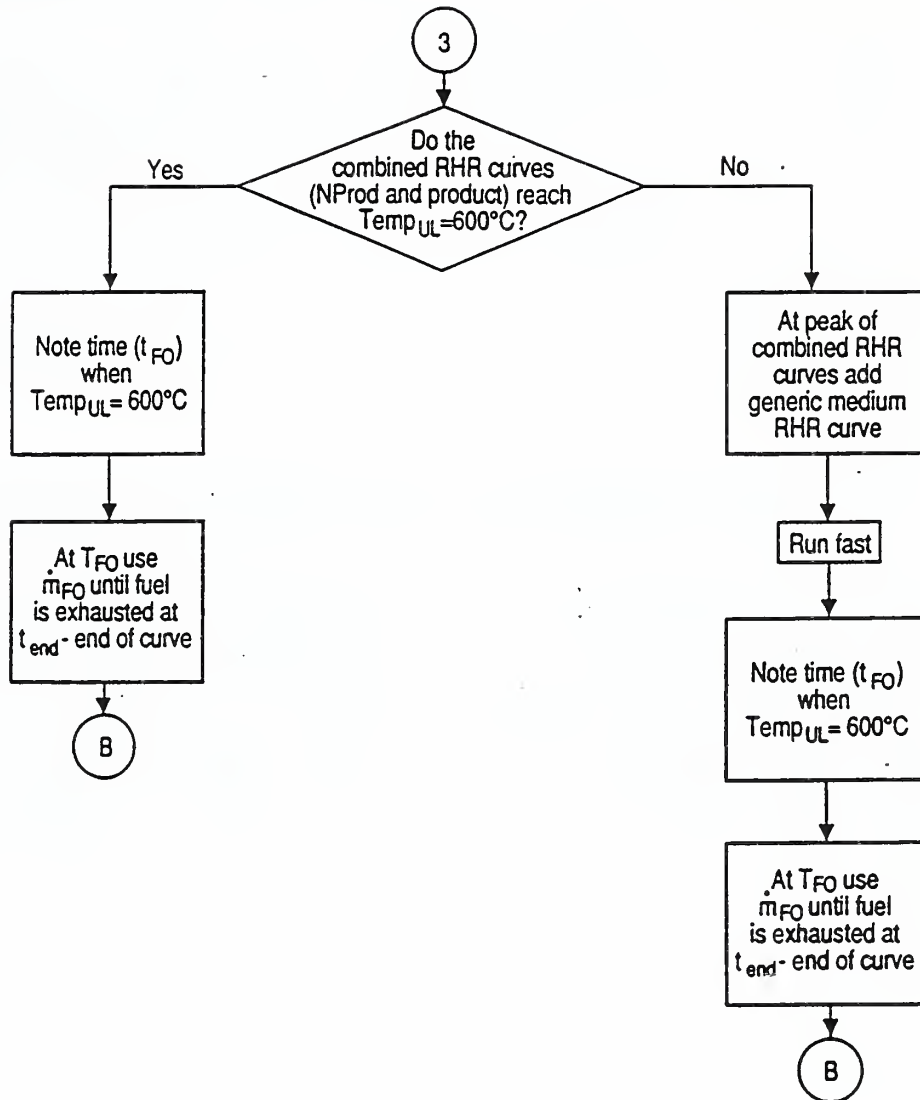 3
Do the
combined RHR curves
(NProd and product) reach
Temp_UL=600°C?
Yes
No
Note time (t_FO)
when
Temp_UL= 600°C
At T_FO use
ṁ_FO until fuel
is exhausted at
t_end- end of curve
B
At peak of
combined RHR
curves add
generic medium
RHR curve
Run fast
Note time (t_FO)
when
Temp_UL= 600°C
At T_FO use
ṁ_FO until fuel
is exhausted at
t_end- end of curve
B